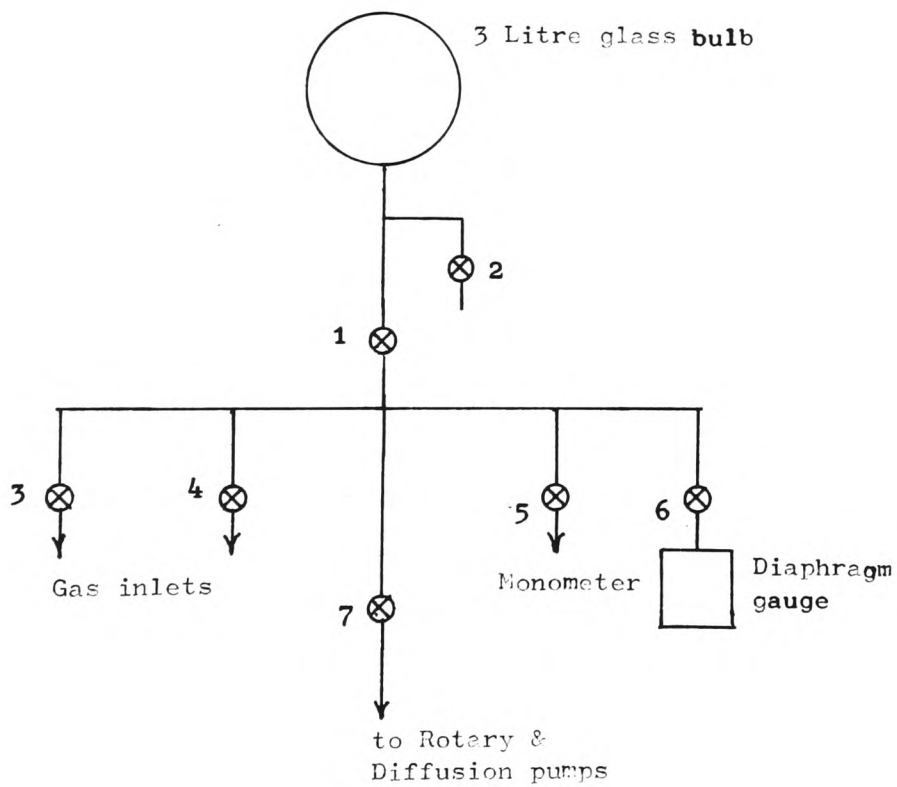 3 Litre glass bulb
2
1
3
4
5
6
Gas inlets
Monometer
Diaphragm
gauge
7
to Rotary &
Diffusion pumps